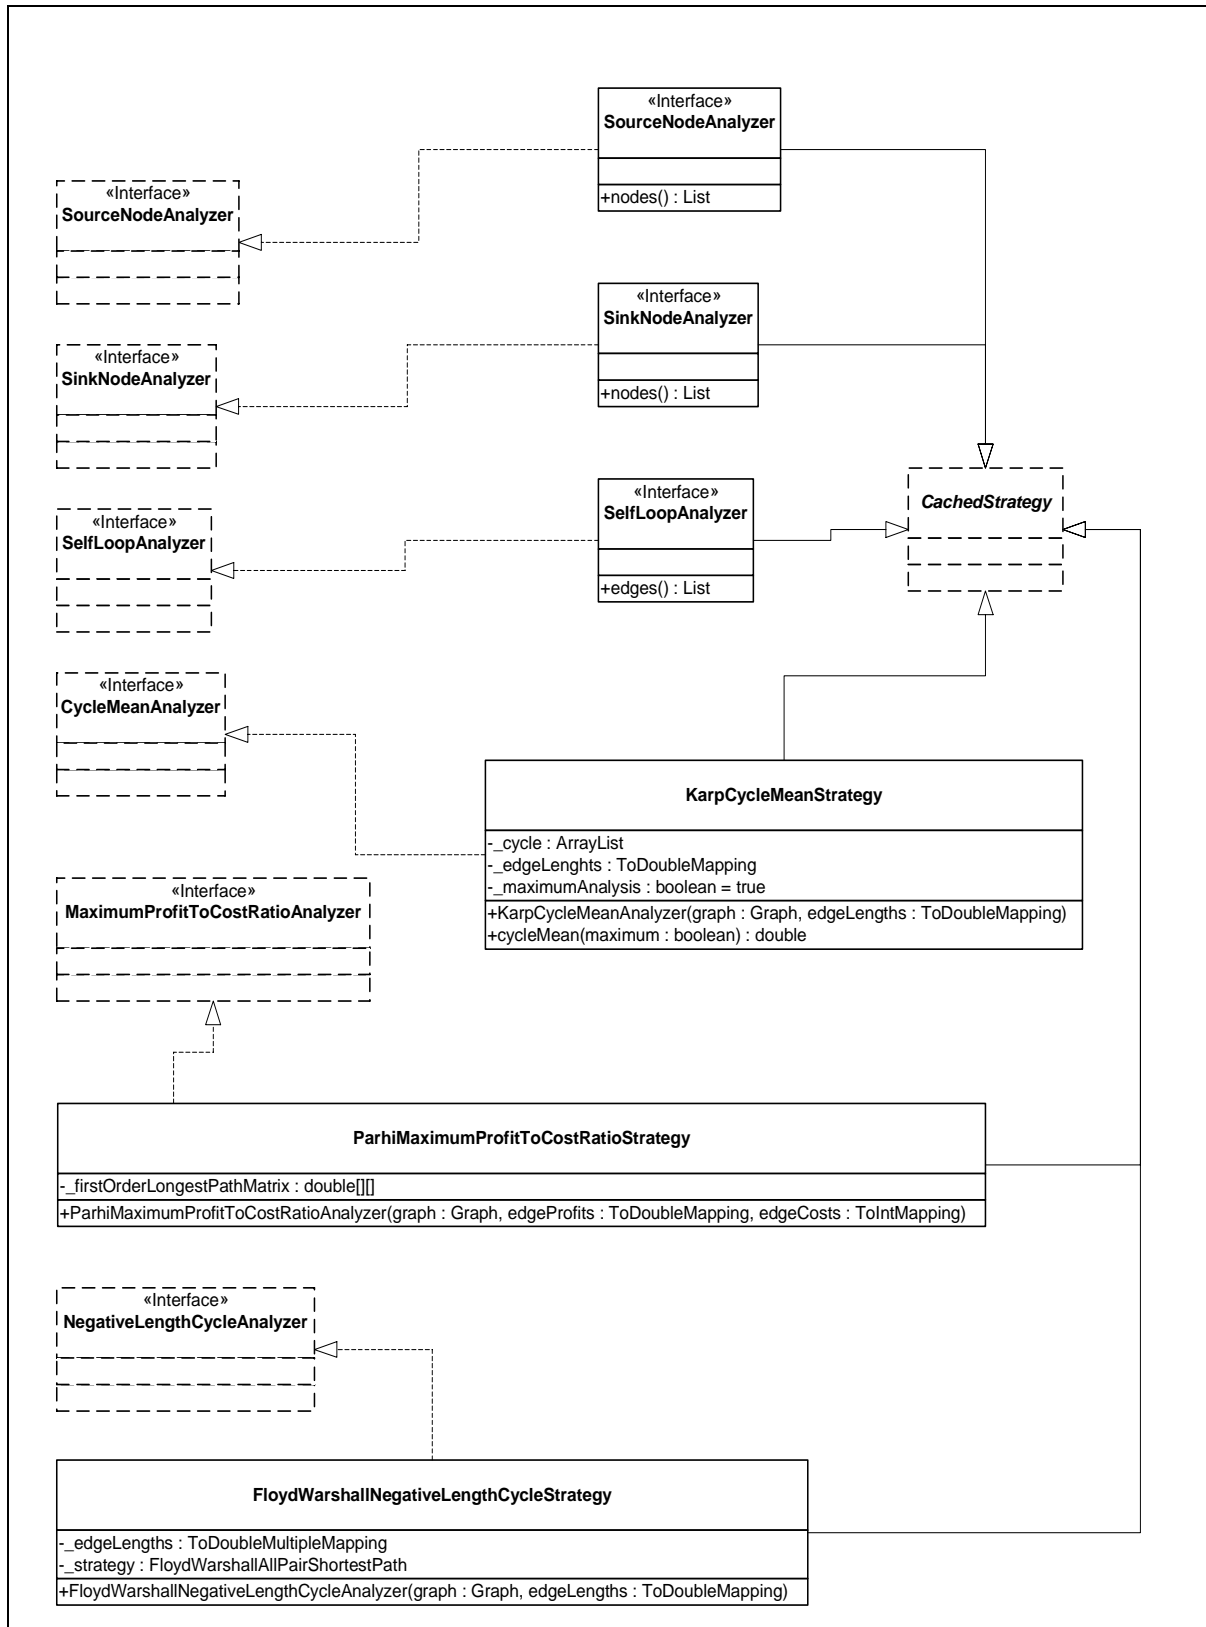 «Interface»
SourceNodeAnalyzer
+nodes() : List
«Interface»
SourceNodeAnalyzer
«Interface»
SinkNodeAnalyzer
+nodes() : List
«Interface»
SinkNodeAnalyzer
«Interface»
SelfLoopAnalyzer
+edges() : List
CachedStrategy
«Interface»
SelfLoopAnalyzer
«Interface»
CycleMeanAnalyzer
KarpCycleMeanStrategy
-_cycle : ArrayList
-_edgeLenghts : ToDoubleMapping
-_maximumAnalysis : boolean = true
+KarpCycleMeanAnalyzer(graph : Graph, edgeLengths : ToDoubleMapping)
+cycleMean(maximum : boolean) : double
«Interface»
MaximumProfitToCostRatioAnalyzer
ParhiMaximumProfitToCostRatioStrategy
-_firstOrderLongestPathMatrix : double[][]
+ParhiMaximumProfitToCostRatioAnalyzer(graph : Graph, edgeProfits : ToDoubleMapping, edgeCosts : ToIntMapping)
«Interface»
NegativeLengthCycleAnalyzer
FloydWarshallNegativeLengthCycleStrategy
-_edgeLengths : ToDoubleMultipleMapping
-_strategy : FloydWarshallAllPairShortestPath
+FloydWarshallNegativeLengthCycleAnalyzer(graph : Graph, edgeLengths : ToDoubleMapping)